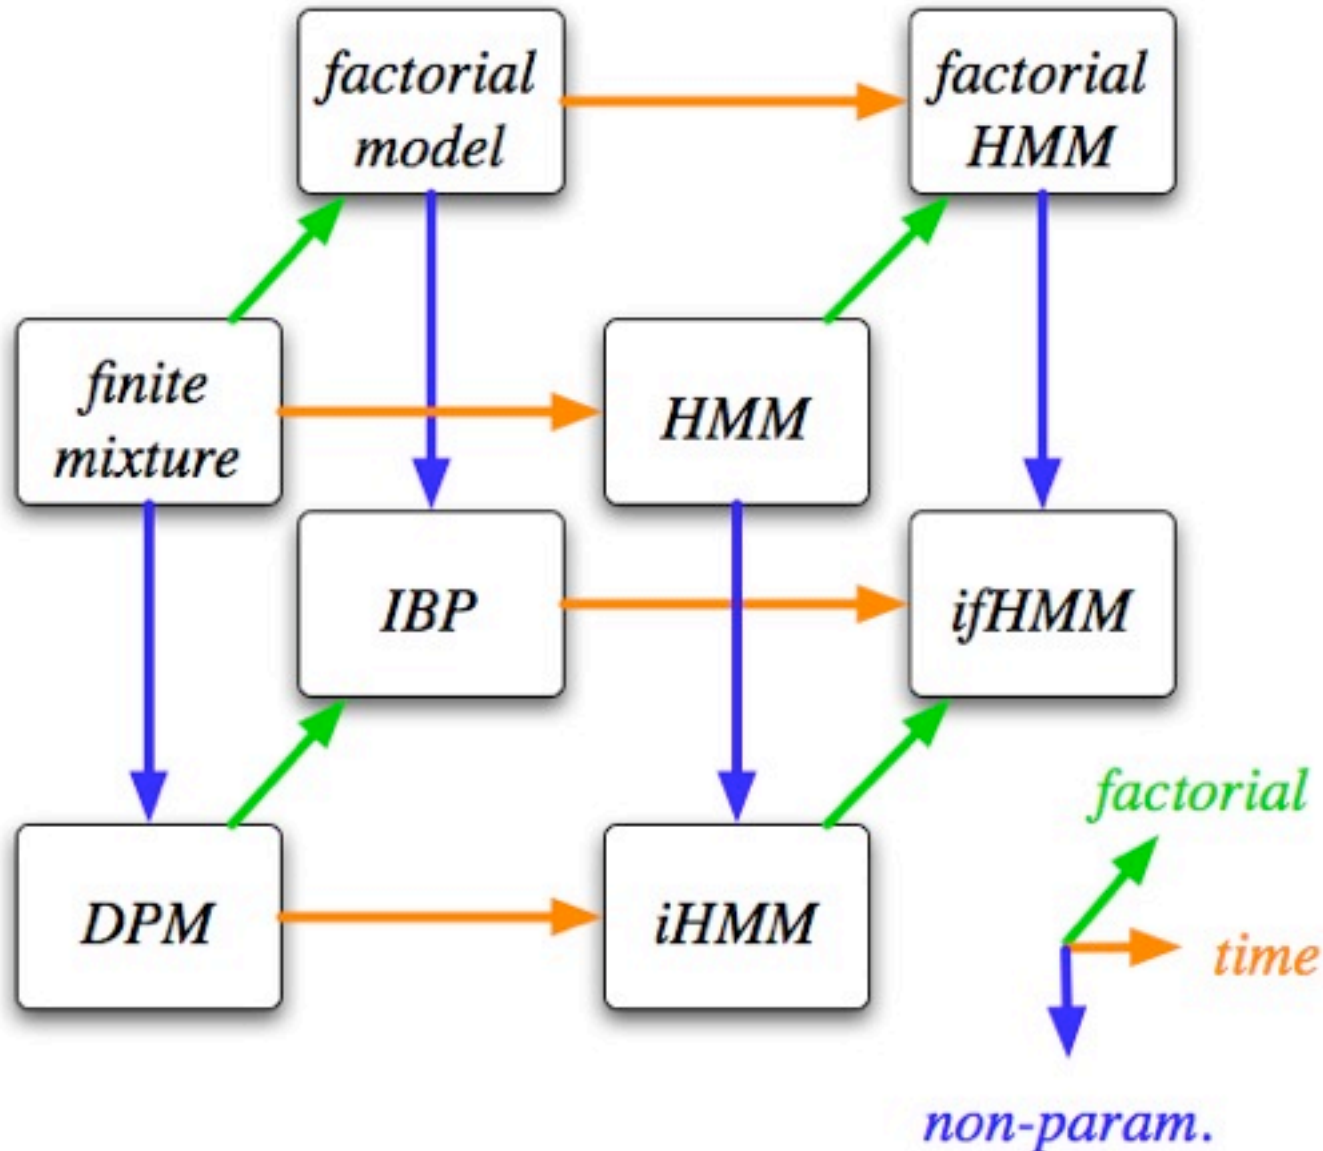 factorial
model
factorial
HMM
finite
mixture
HMM
IBP
ifHMM
factorial
DPM
iHMM
time
non-param.